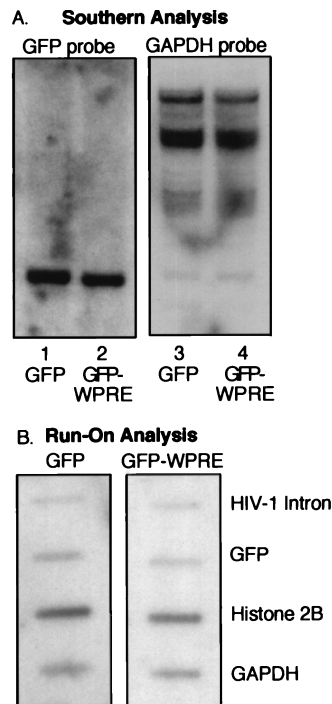 A. Southern Analysis
GFP probe GAPDH probe
1 2 3 4
GFP GFP-WPRE GFP GFP-WPRE
B. Run-On Analysis
GFP GFP-WPRE
HIV-1 Intron
GFP
Histone 2B
GAPDH